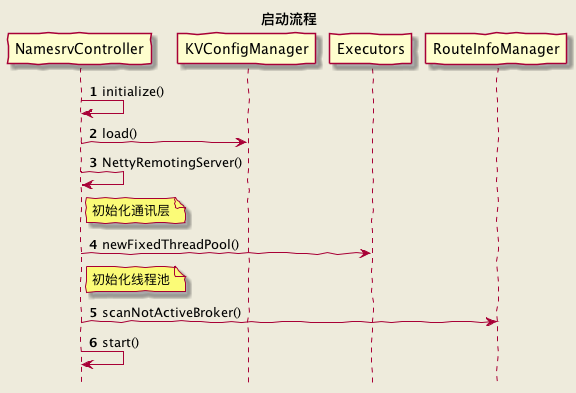 启动流程
NamesrvController KVConfigManager Executors RouteInfoManager
1 initialize()
2 load()
3 NettyRemotingServer()
初始化通讯层
4 newFixedThreadPool()
初始化线程池
5 scanNotActiveBroker()
6 start()